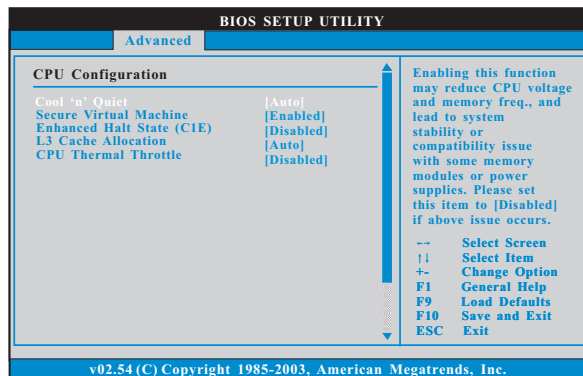 BIOS SETUP UTILITY
Advanced
CPU Configuration
Cool ‘n’ Quiet [Auto]
Secure Virtual Machine [Enabled]
Enhanced Halt State (C1E) [Disabled]
L3 Cache Allocation [Auto]
CPU Thermal Throttle [Disabled]
Enabling this function
may reduce CPU voltage
and memory freq., and
lead to system
stability or
compatibility issue
with some memory
modules or power
supplies. Please set
this item to [Disabled]
if above issue occurs.
←→ Select Screen
↑↓ Select Item
+- Change Option
F1 General Help
F9 Load Defaults
F10 Save and Exit
ESC Exit
v02.54 (C) Copyright 1985-2003, American Megatrends, Inc.